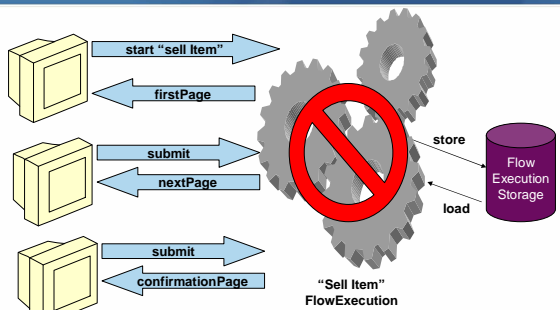 start “sell Item”
firstPage
submit
nextPage
submit
confirmationPage
store
load
Flow
Execution
Storage
“Sell Item”
FlowExecution